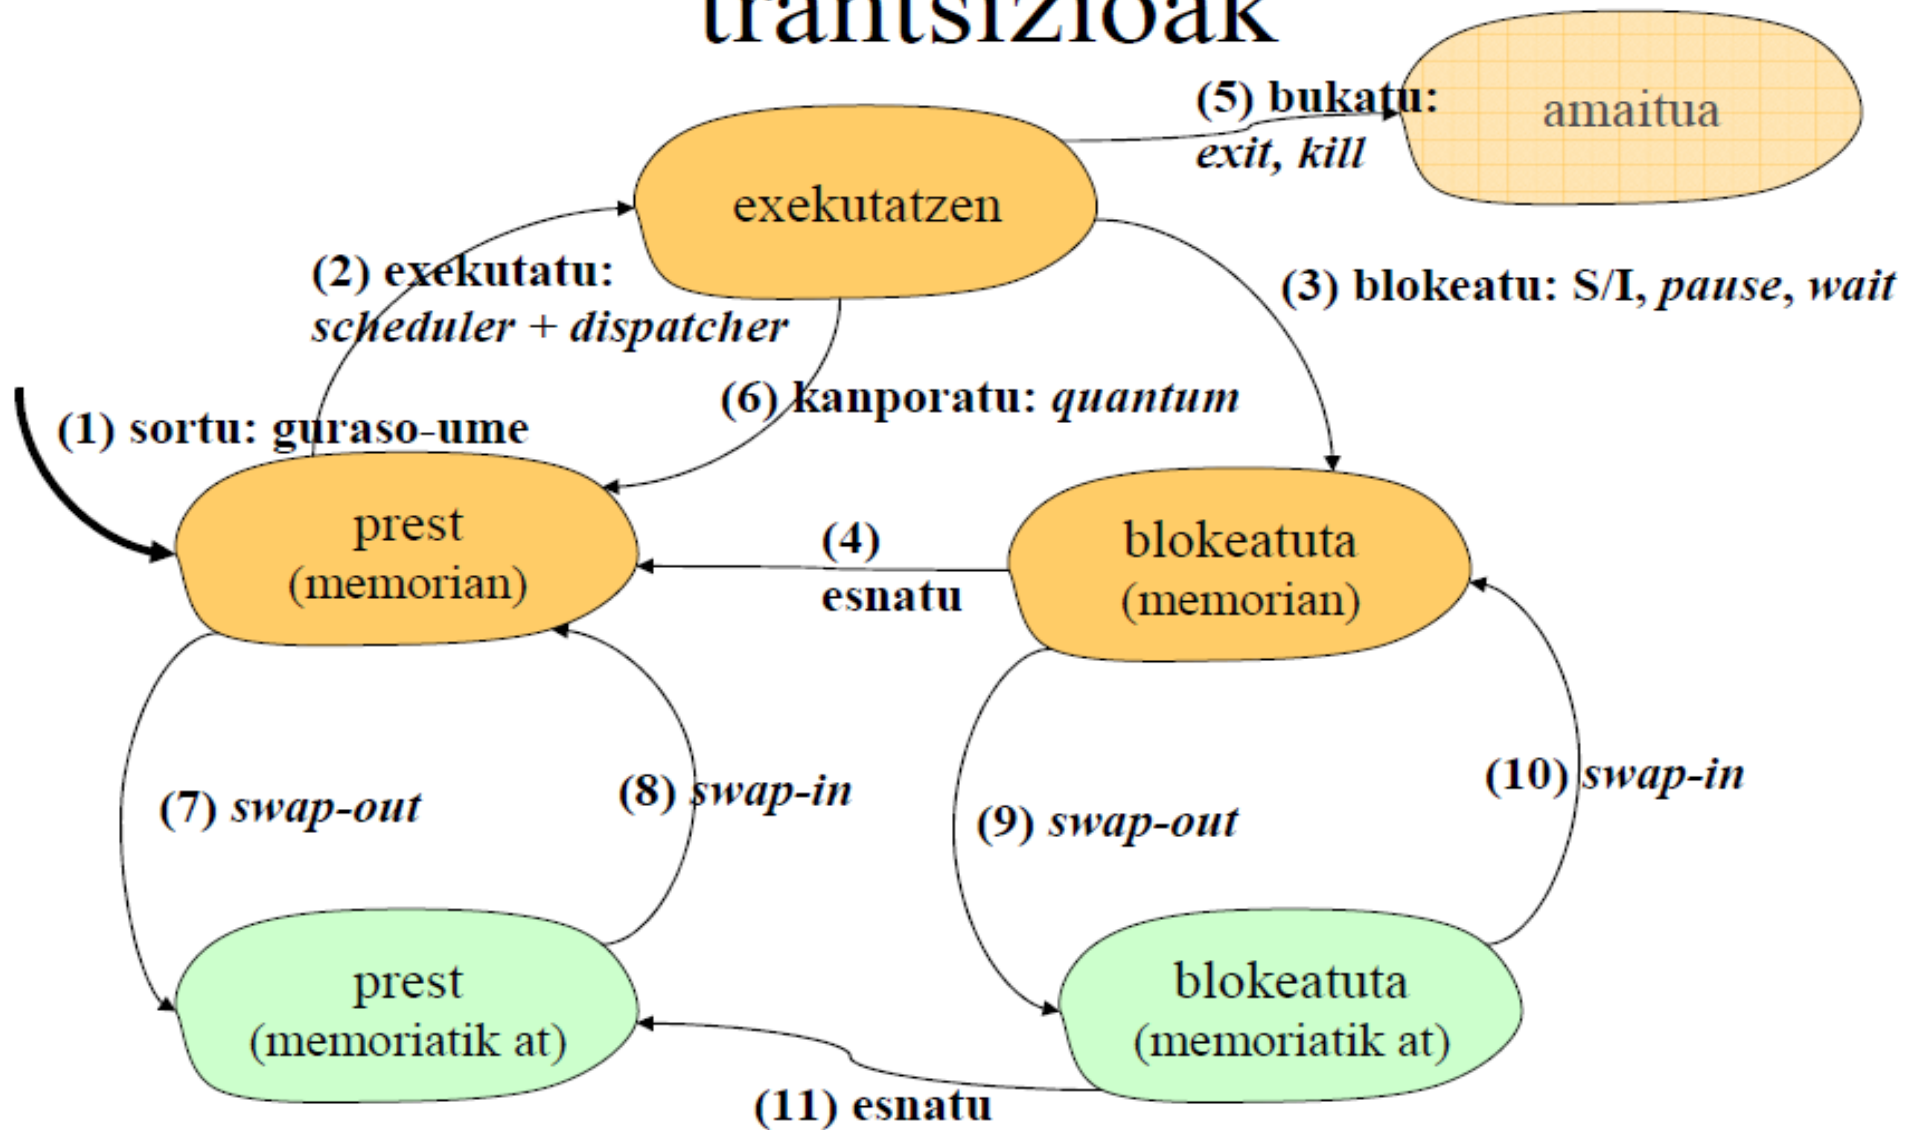 trantsizioak
(5) bukatu:
exit, kill
amaitua
exekutatzen
(2) exekutatu:
scheduler + dispatcher
(3) blokeatu: S/I, pause, wait
(6) kanporatu: quantum
(1) sortu: guraso-ume
prest
(memorian)
(4)
esnatu
blokeatuta
(memorian)
(7) swap-out
(8) swap-in
(9) swap-out
(10) swap-in
prest
(memoriatik at)
blokeatuta
(memoriatik at)
(11) esnatu